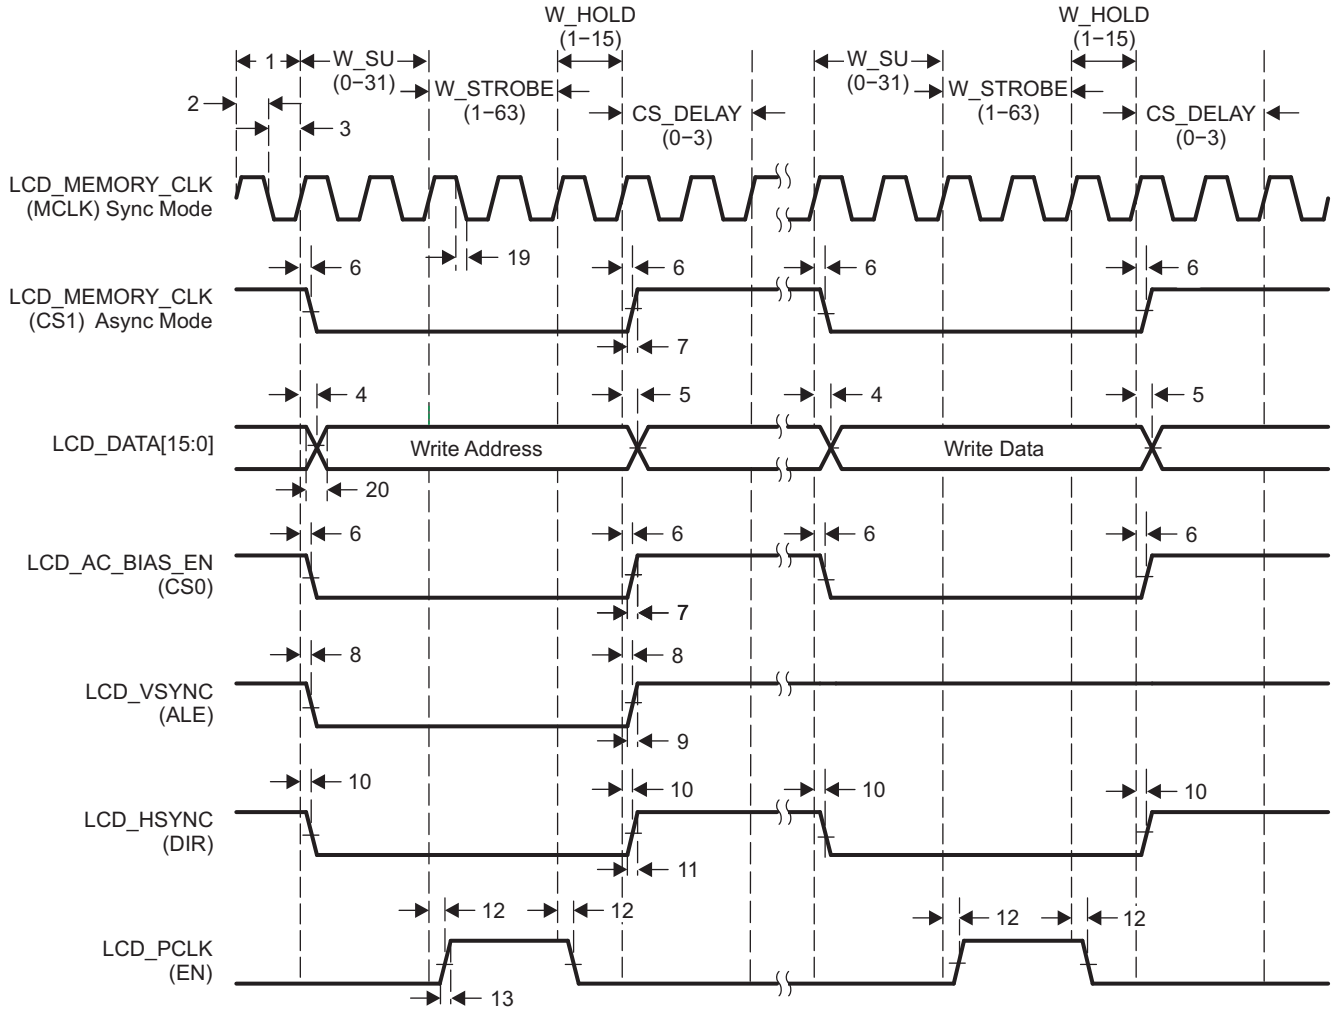 W_HOLD W_HOLD
(1−15) (1−15)
1 W_SU W_SU
(0−31) (0−31)
2 W_STROBE W_STROBE
(1−63) (1−63)
CS_DELAY CS_DELAY
(0−3) (0−3)
3
LCD_MEMORY_CLK
(MCLK) Sync Mode
19
6 6 6 6
LCD_MEMORY_CLK
(CS1) Async Mode
7
4 5 4 5
LCD_DATA[15:0] Write Address Write Data
20
6 6 6 6
LCD_AC_BIAS_EN
(CS0)
7
8 8
LCD_VSYNC
(ALE)
9
10 10 10 10
LCD_HSYNC
(DIR)
11
12 12 12 12
LCD_PCLK
(EN)
13